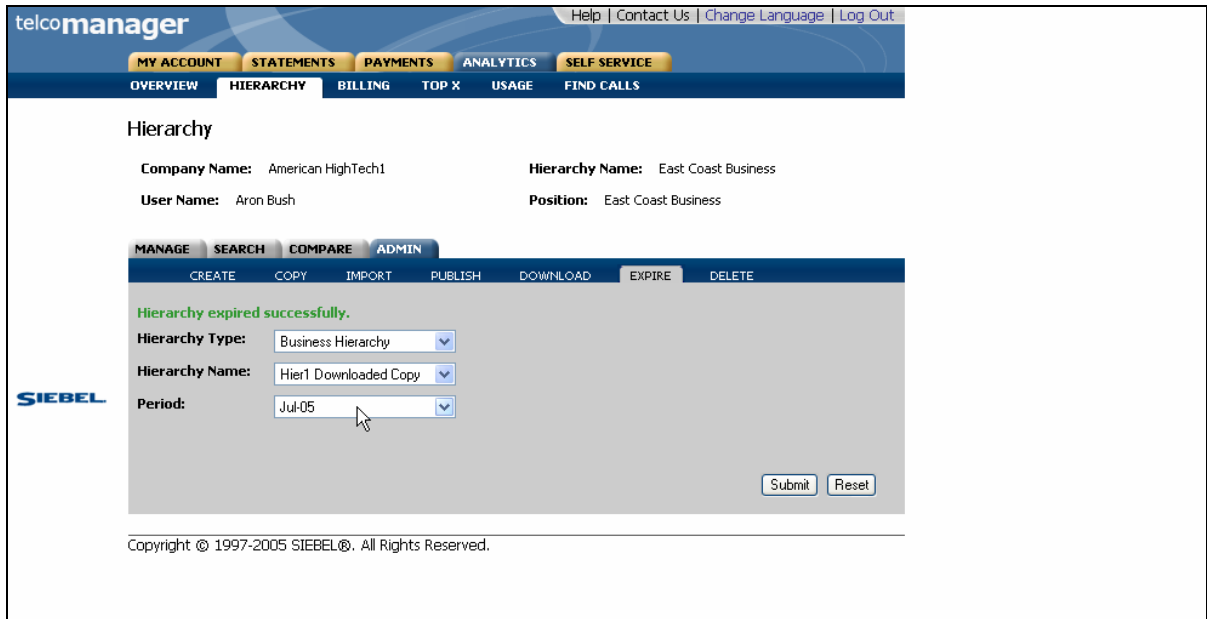 telcomanager
Help | Contact Us | Change Language | Log Out
MY ACCOUNT STATEMENTS PAYMENTS ANALYTICS SELF SERVICE
OVERVIEW HIERARCHY BILLING TOP X USAGE FIND CALLS
Hierarchy
Company Name: American HighTech1 Hierarchy Name: East Coast Business
User Name: Aron Bush Position: East Coast Business
MANAGE SEARCH COMPARE ADMIN
CREATE COPY IMPORT PUBLISH DOWNLOAD EXPIRE DELETE
Hierarchy expired successfully.
Hierarchy Type: Business Hierarchy
Hierarchy Name: Hier1 Downloaded Copy
SIEBEL.
Period: Jul-05
Submit Reset
Copyright © 1997-2005 SIEBEL®. All Rights Reserved.